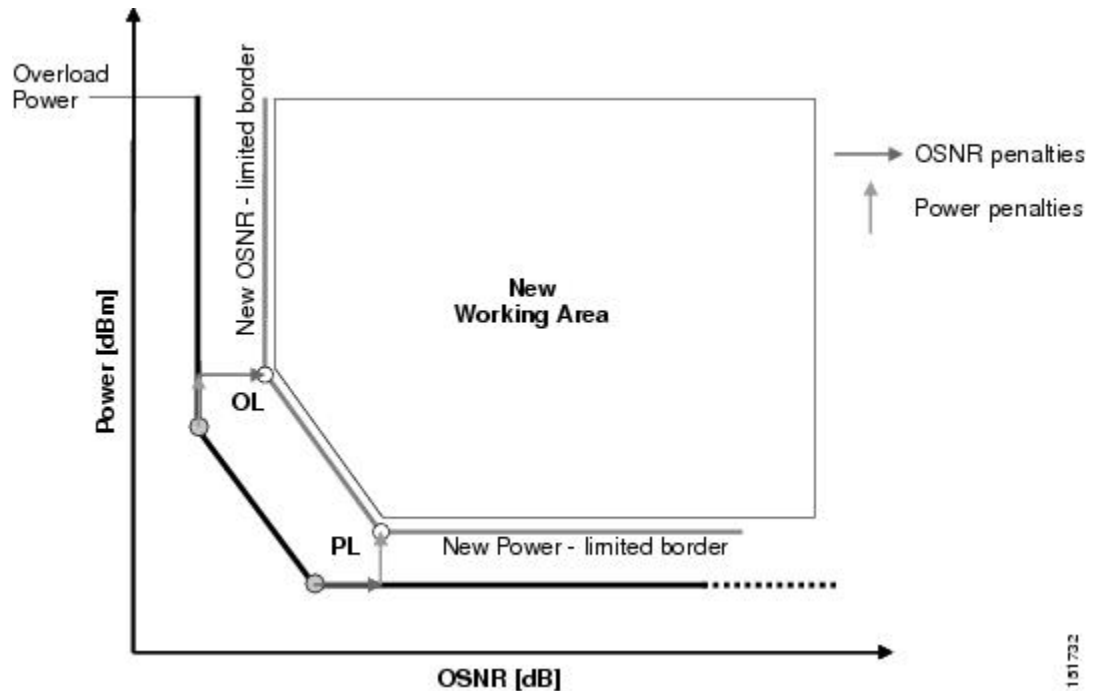 Overload
Power
New OSNR - limited border
OSNR penalties
Power penalties
New
Working Area
Power [dBm]
OL
PL
New Power - limited border
OSNR [dB]
151732